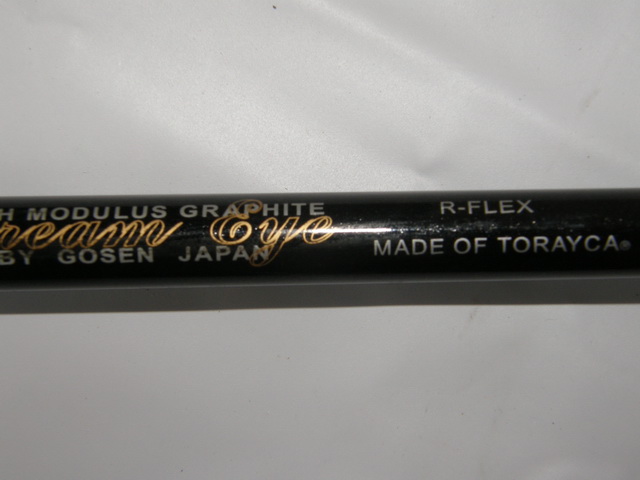 H MODULUS GRAPHITE
ream Eye
BY GOSEN JAPAN
R-FLEX
MADE OF TORAYCA®